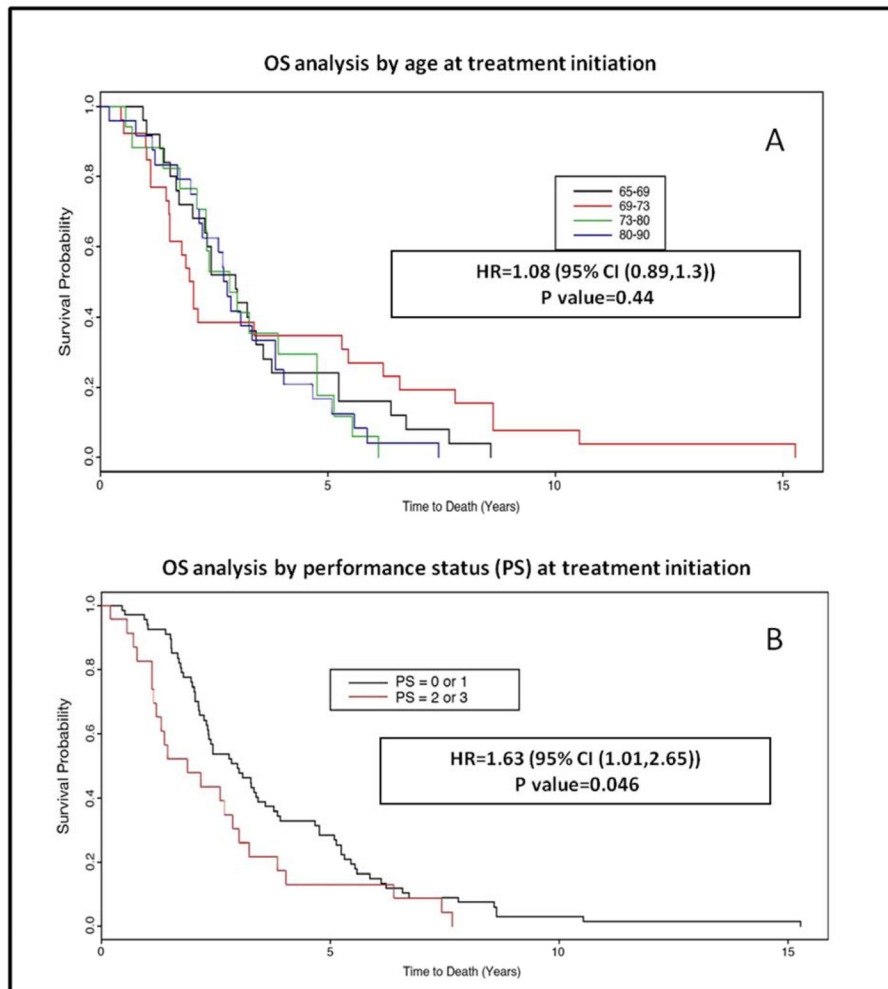 OS analysis by age at treatment initiation
A
Survival Probability
1.0
0.8
0.6
0.4
0.2
0.0
65-69
69-73
73-80
80-90
HR=1.08 (95% CI (0.89,1.3))
P value=0.44
0 5 10 15
Time to Death (Years)
OS analysis by performance status (PS) at treatment initiation
B
Survival Probability
1.0
0.8
0.6
0.4
0.2
0.0
PS = 0 or 1
PS = 2 or 3
HR=1.63 (95% CI (1.01,2.65))
P value=0.046
0 5 10 15
Time to Death (Years)